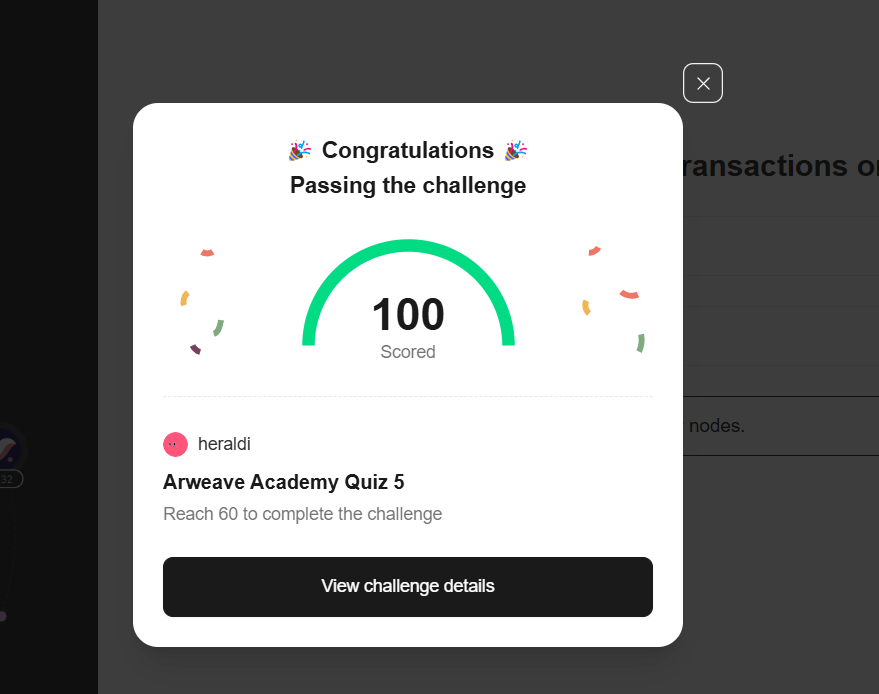 🎉 Congratulations 🎉
Passing the challenge
ransactions o
100
Scored
nodes.
heraldi
Arweave Academy Quiz 5
32
Reach 60 to complete the challenge
View challenge details